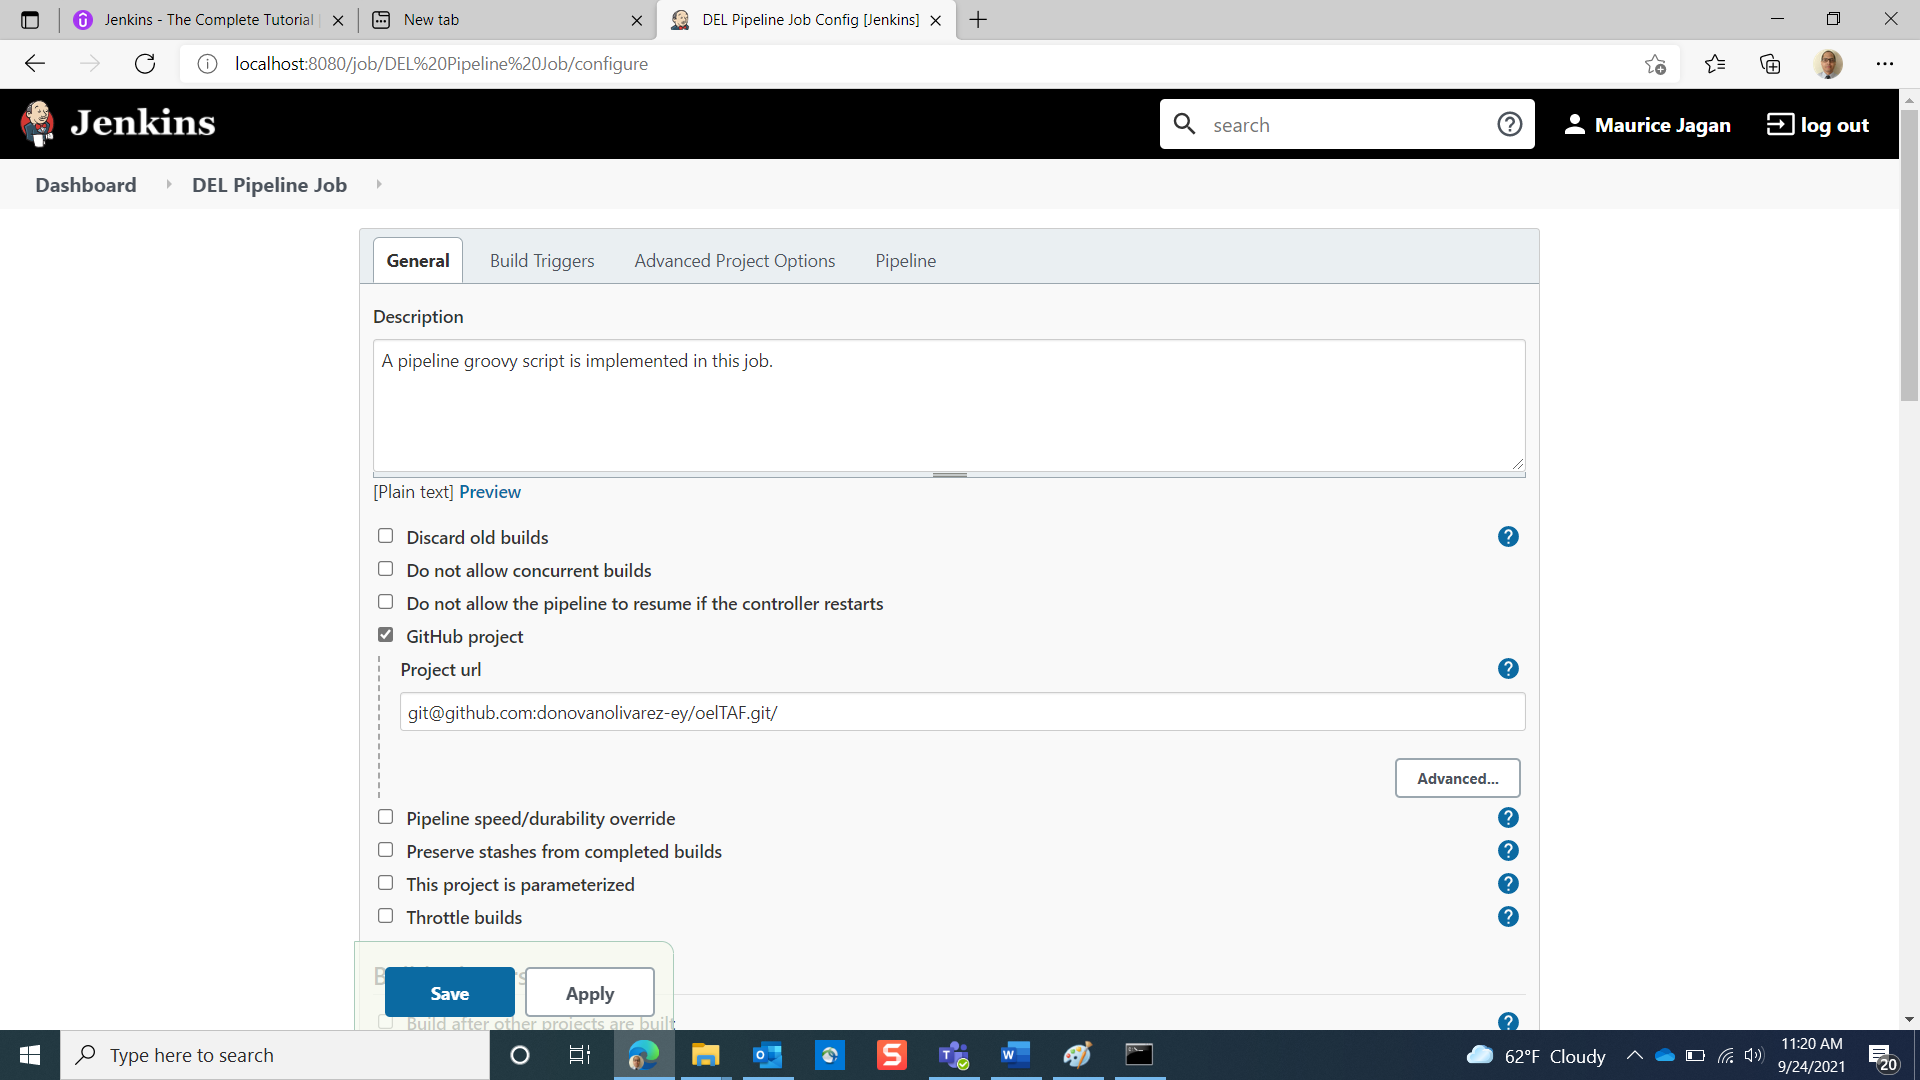 Jenkins - The Complete Tutorial
New tab
DEL Pipeline Job Config [Jenkins]
localhost:8080/job/DEL%20Pipeline%20Job/configure
Jenkins
search
Maurice Jagan
log out
Dashboard
DEL Pipeline Job
General
Build Triggers
Advanced Project Options
Pipeline
Description
A pipeline groovy script is implemented in this job.
[Plain text] Preview
Discard old builds
Do not allow concurrent builds
Do not allow the pipeline to resume if the controller restarts
GitHub project
Project url
git@github.com:donovanolivarez-ey/oelTAF.git/
Advanced...
Pipeline speed/durability override
Preserve stashes from completed builds
This project is parameterized
Throttle builds
Save
Apply
Build after other projects are built
Type here to search
62°F Cloudy
11:20 AM
9/24/2021
20